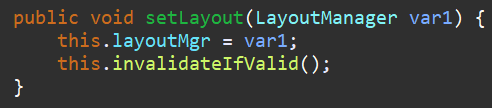 public void setLayout(LayoutManager var1) {
    this.layoutMgr = var1;
    this.invalidateIfValid();
}